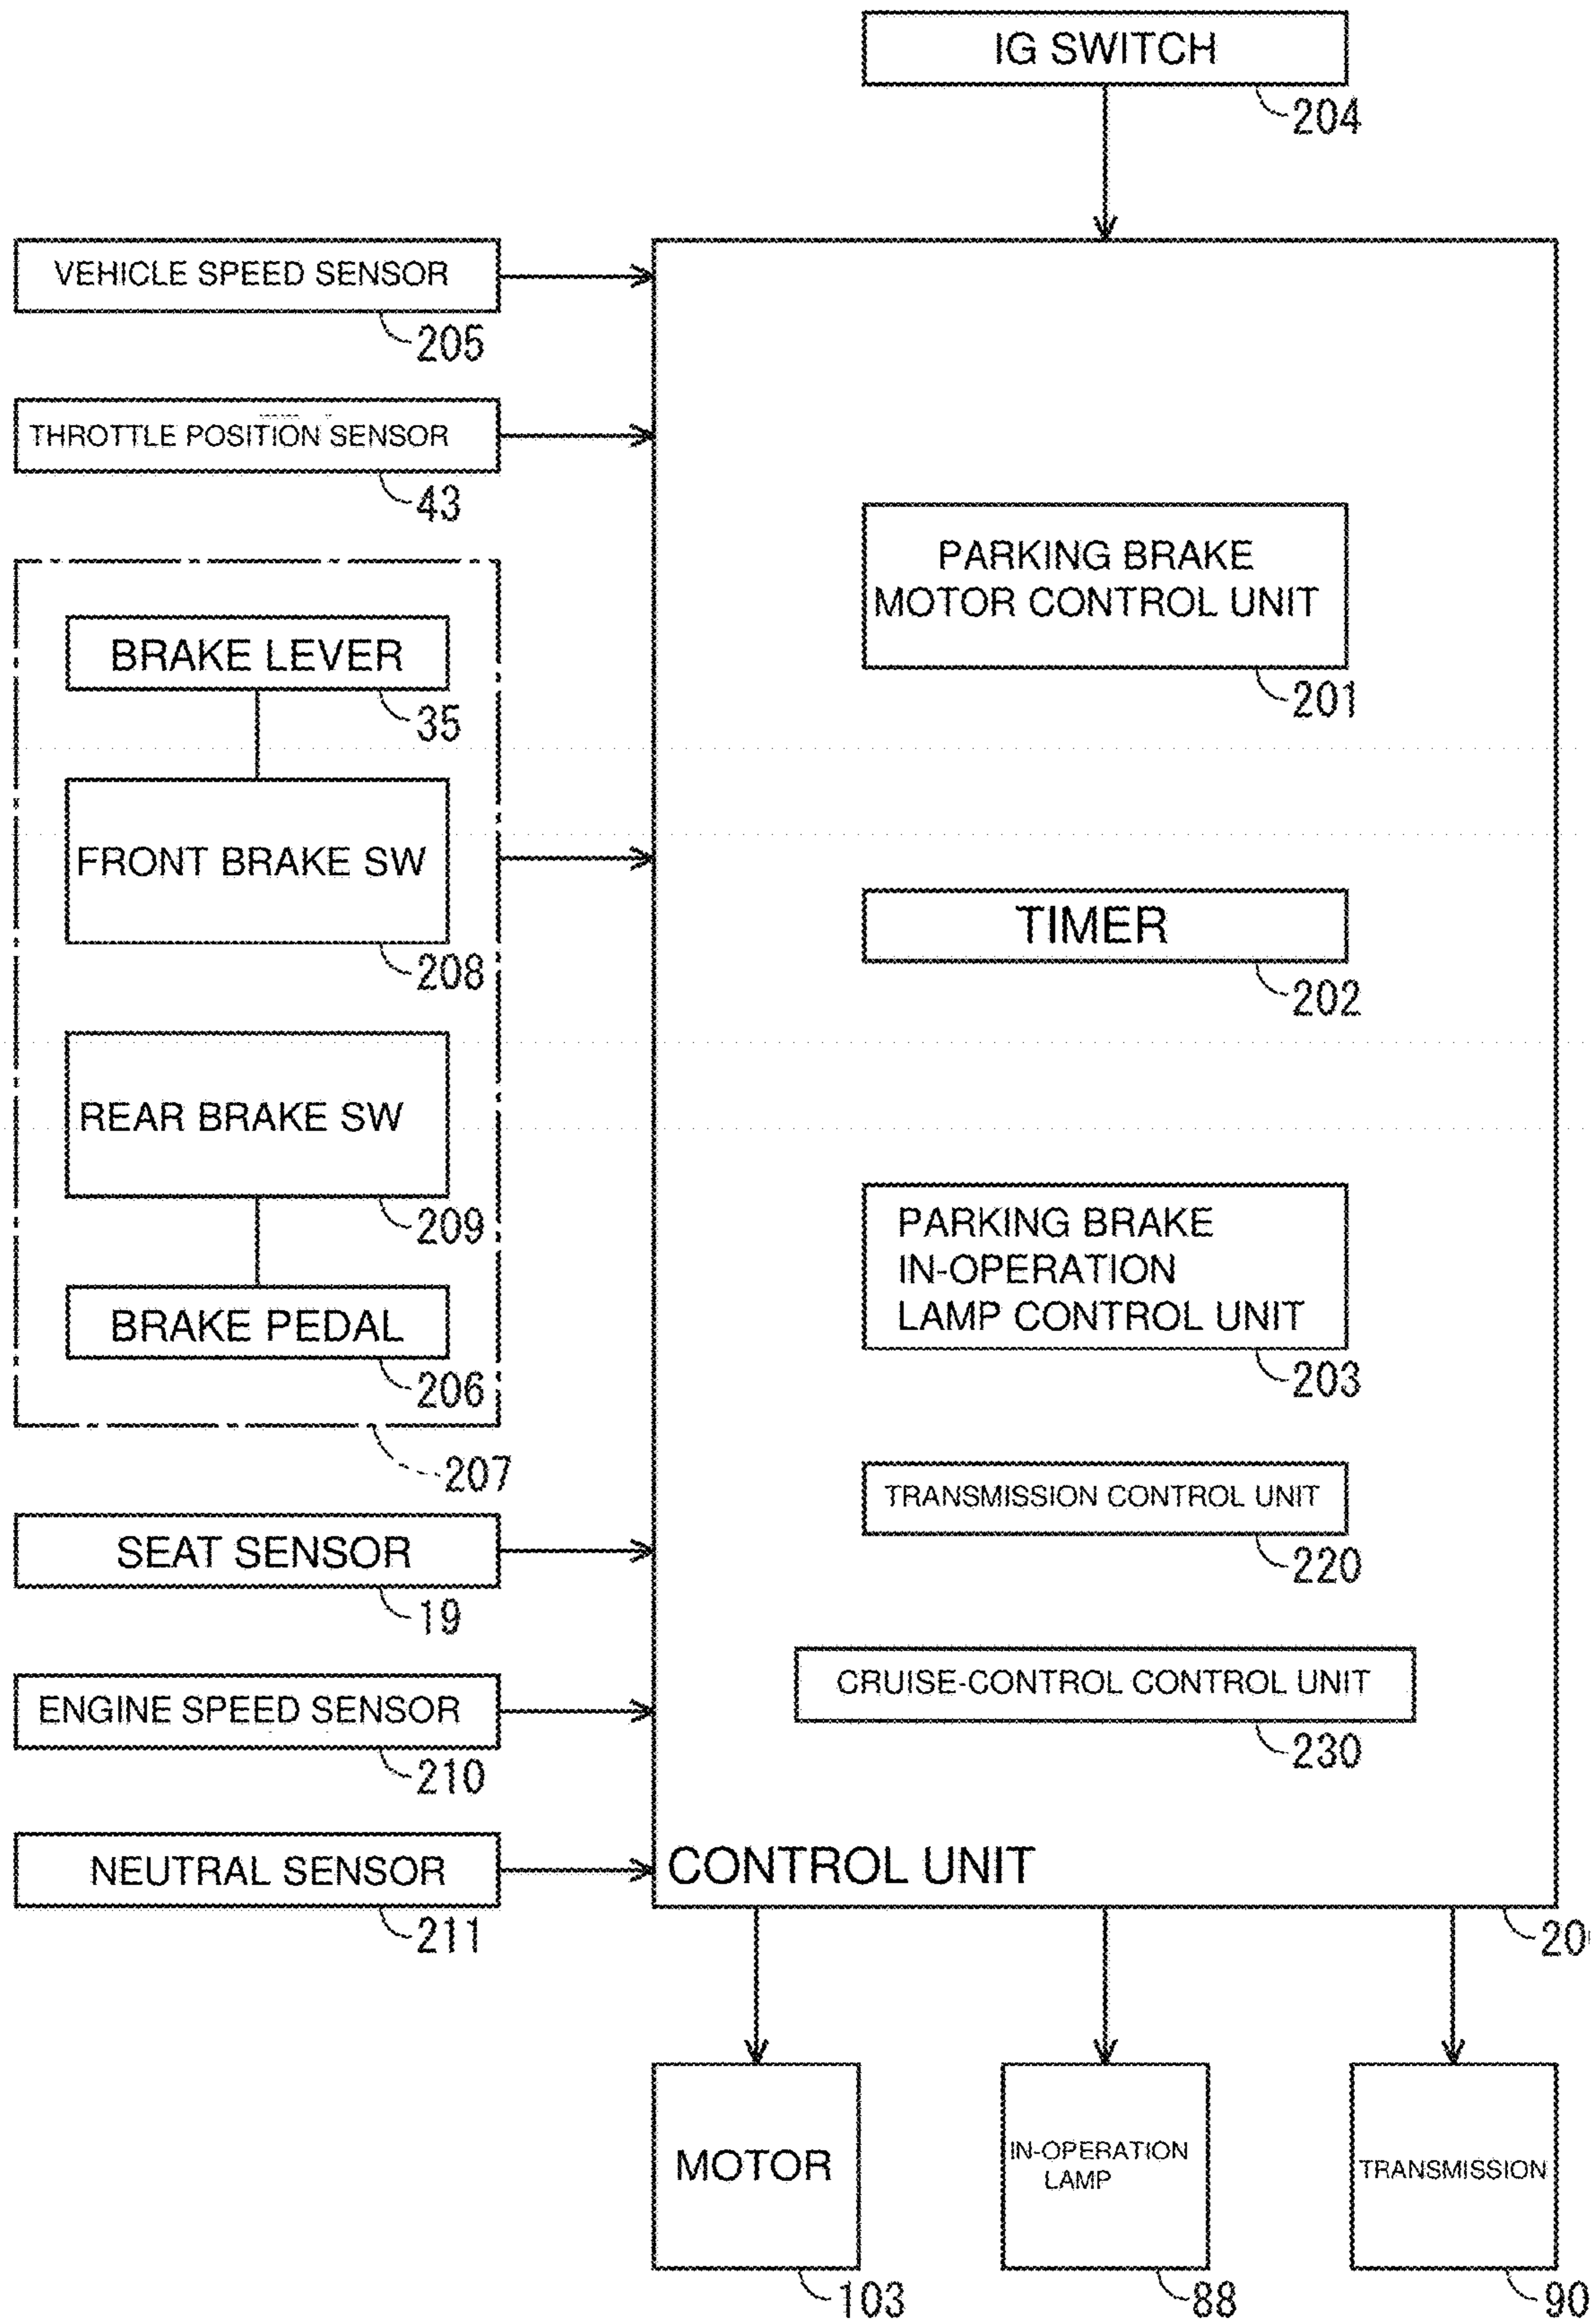 IG SWITCH
204
VEHICLE SPEED SENSOR
205
THROTTLE POSITION SENSOR
43
BRAKE LEVER
35
FRONT BRAKE SW
208
REAR BRAKE SW
209
BRAKE PEDAL
206
207
SEAT SENSOR
19
ENGINE SPEED SENSOR
210
NEUTRAL SENSOR
211
PARKING BRAKE
MOTOR CONTROL UNIT
201
TIMER
202
PARKING BRAKE
IN-OPERATION
LAMP CONTROL UNIT
203
TRANSMISSION CONTROL UNIT
220
CRUISE-CONTROL CONTROL UNIT
230
CONTROL UNIT
MOTOR
103
IN-OPERATION
LAMP
88
TRANSMISSION
90